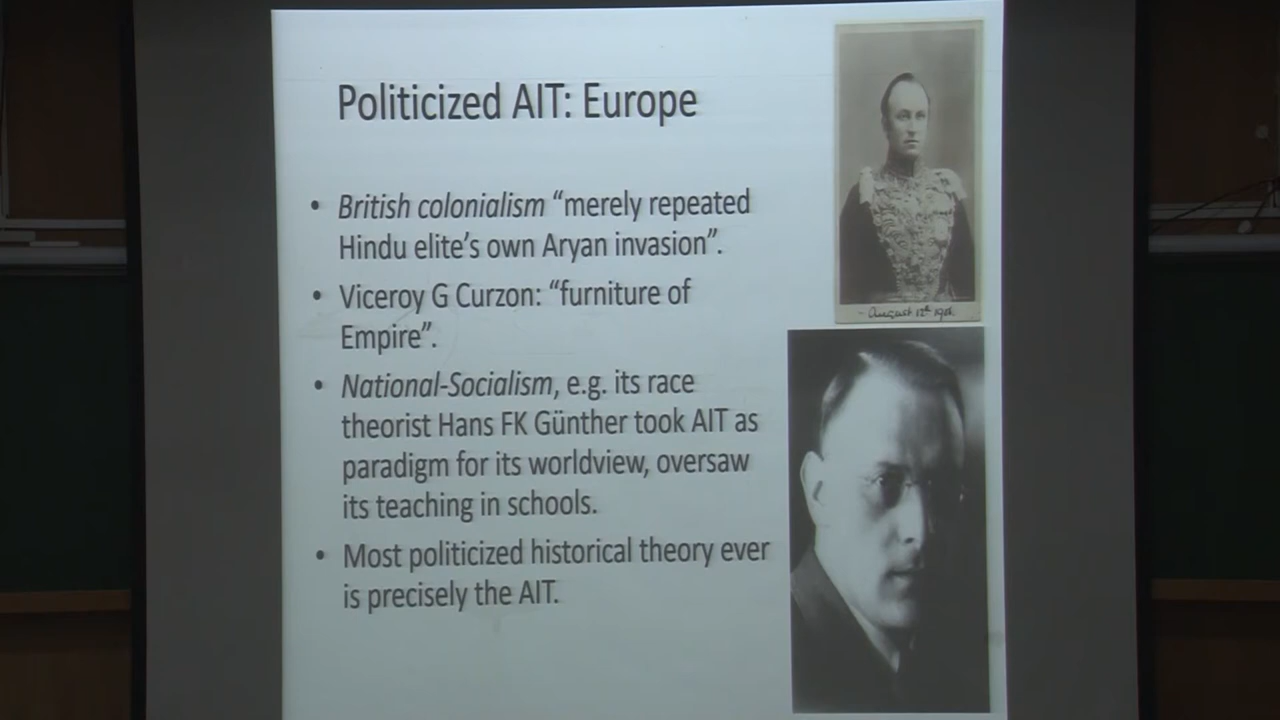 Politicized AIT: Europe
• British colonialism “merely repeated
Hindu elite’s own Aryan invasion”.
• Viceroy G Curzon: “furniture of
Empire”.
• National-Socialism, e.g. its race
theorist Hans FK Günther took AIT as
paradigm for its worldview, oversaw
its teaching in schools.
• Most politicized historical theory ever
is precisely the AIT.
August 12th